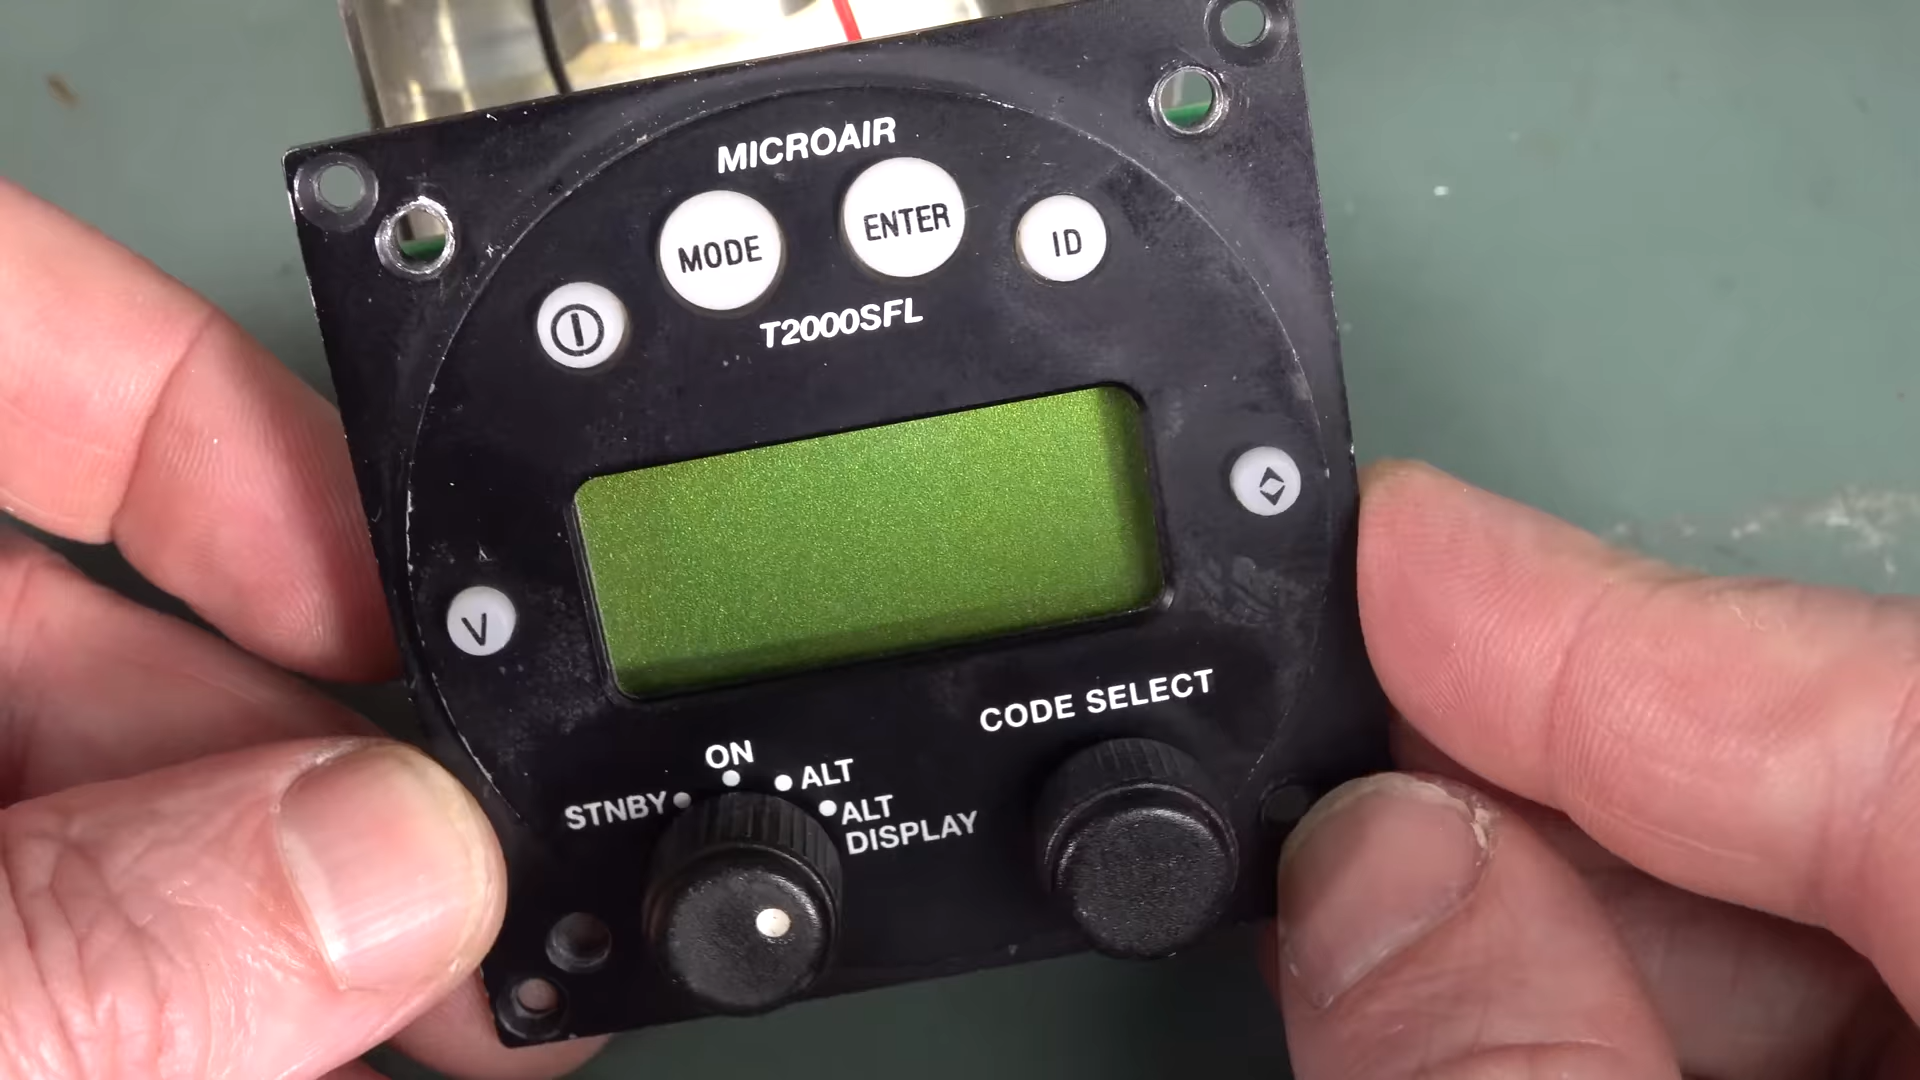 MICROAIR
MODE
ENTER
ID
T2000SFL
V
CODE SELECT
ON
ALT
STNBY
ALT
DISPLAY